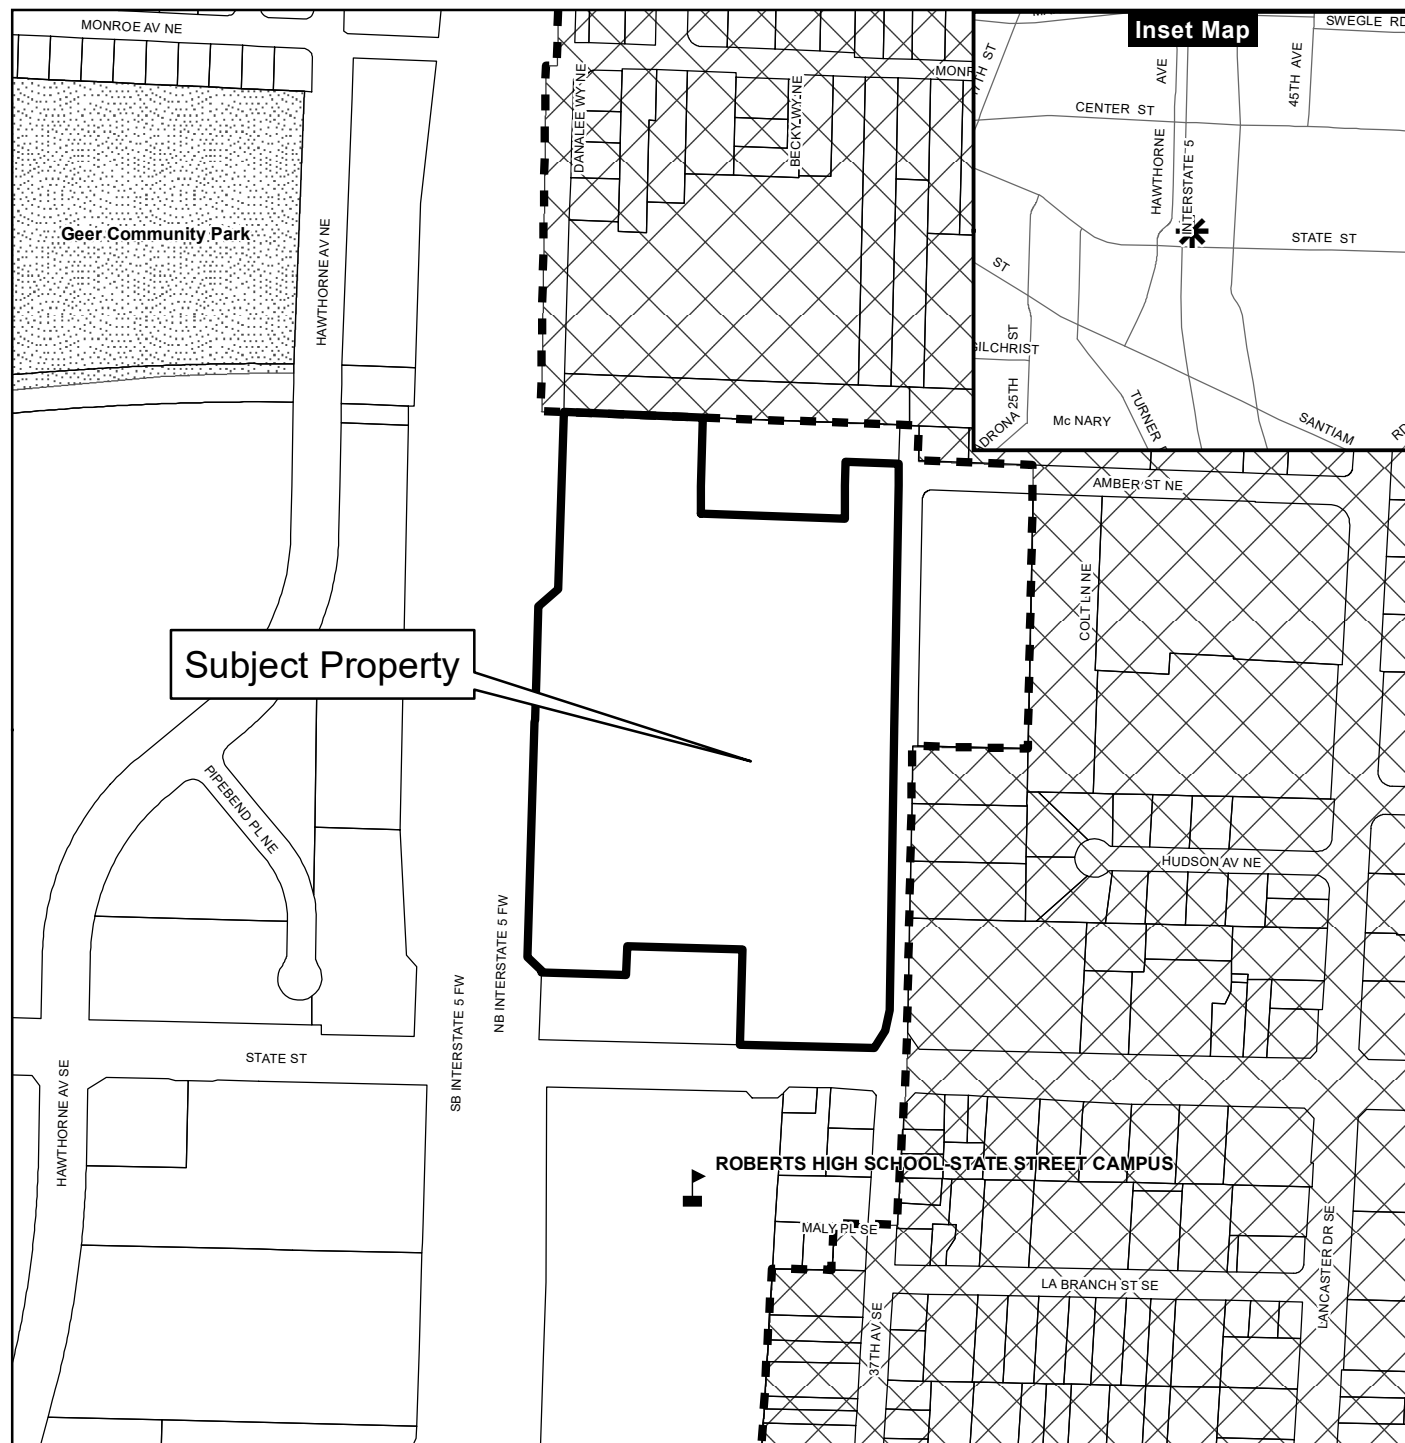 MONROE AV NE
Inset Map
SWEGLE RD
17TH ST
AVE
45TH AVE
CENTER ST
HAWTHORNE
INTERSTATE 5
STATE ST
ST
GILCHRIST
ST
25TH
Mc NARY
TURNER
SANTIAM
RD
DANALEE WY NE
BECKY WY NE
Geer Community Park
HAWTHORNE AV NE
AMBER ST NE
COLT LN NE
Subject Property
PIPEBEND PL NE
HUDSON AV NE
NB INTERSTATE 5 FW
SB INTERSTATE 5 FW
STATE ST
HAWTHORNE AV SE
ROBERTS HIGH SCHOOL-STATE STREET CAMPUS
MALY PL SE
LA BRANCH ST SE
LANCASTER DR SE
37TH AV SE